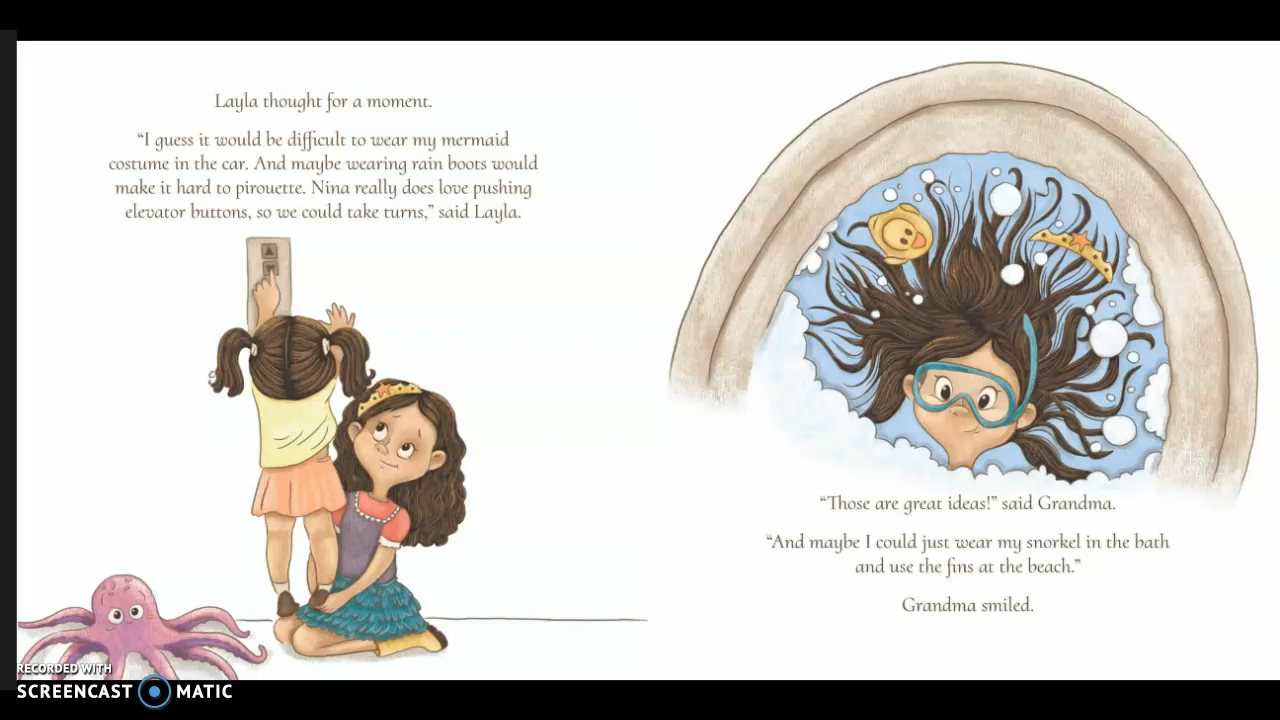 Layla thought for a moment.
“I guess it would be difficult to wear my mermaid
costume in the car. And maybe wearing rain boots would
make it hard to pirouette. Nina really does love pushing
elevator buttons, so we could take turns,” said Layla.
“Those are great ideas!” said Grandma.
“And maybe I could just wear my snorkel in the bath
and use the fins at the beach.”
Grandma smiled.
RECORDED WITH
SCREENCAST MATIC